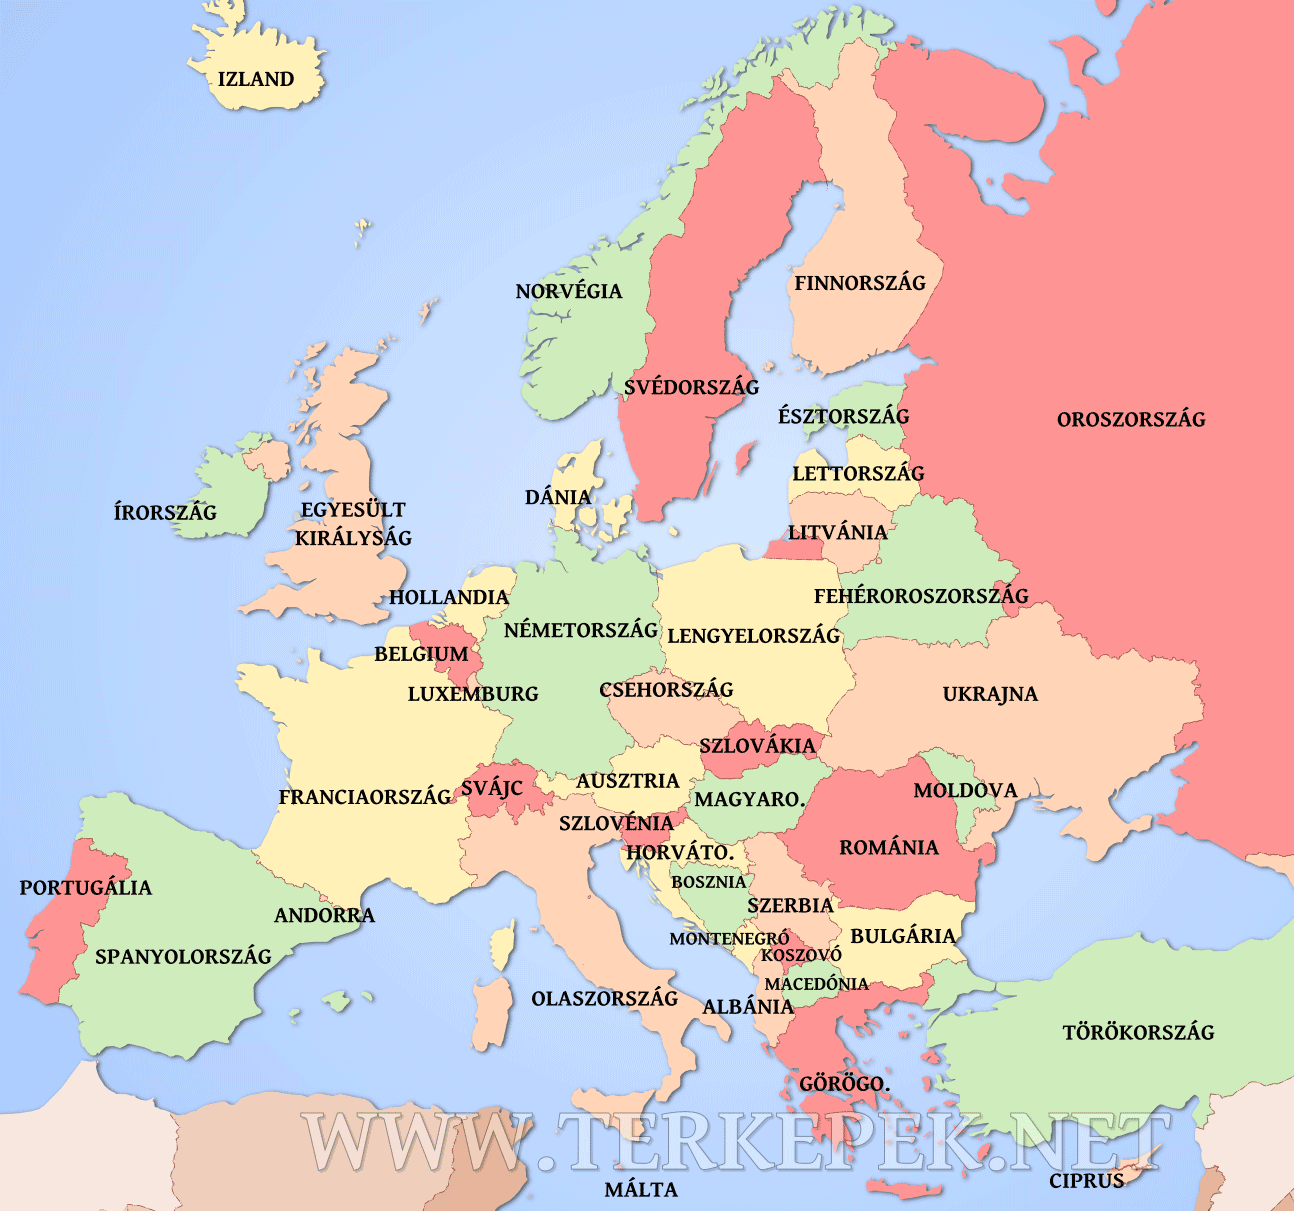 IZLAND
NORVÉGIA
FINNORSZÁG
SVÉDORSZÁG
ÉSZTORSZÁG
OROSZORSZÁG
LETTORSZÁG
DÁNIA
ÍRORSZÁG
EGYESÜLT
KIRÁLYSÁG
LITVÁNIA
HOLLANDIA
FEHÉROROSZORSZÁG
NÉMETORSZÁG
LENGYELORSZÁG
BELGIUM
LUXEMBURG
CSEHORSZÁG
UKRAJNA
SZLOVÁKIA
FRANCIAORSZÁG
SVÁJC
AUSZTRIA
MAGYARO.
MOLDOVA
SZLOVÉNIA
HORVÁTO.
ROMÁNIA
PORTUGÁLIA
BOSZNIA
ANDORRA
SZERBIA
SPANYOLORSZÁG
MONTENEGRÓ
BULGÁRIA
KOSZOVÓ
MACEDÓNIA
OLASZORSZÁG
ALBÁNIA
TÖRÖKORSZÁG
GÖRÖGO.
WWW.TERKEPEK.NET
MÁLTA
CIPRUS